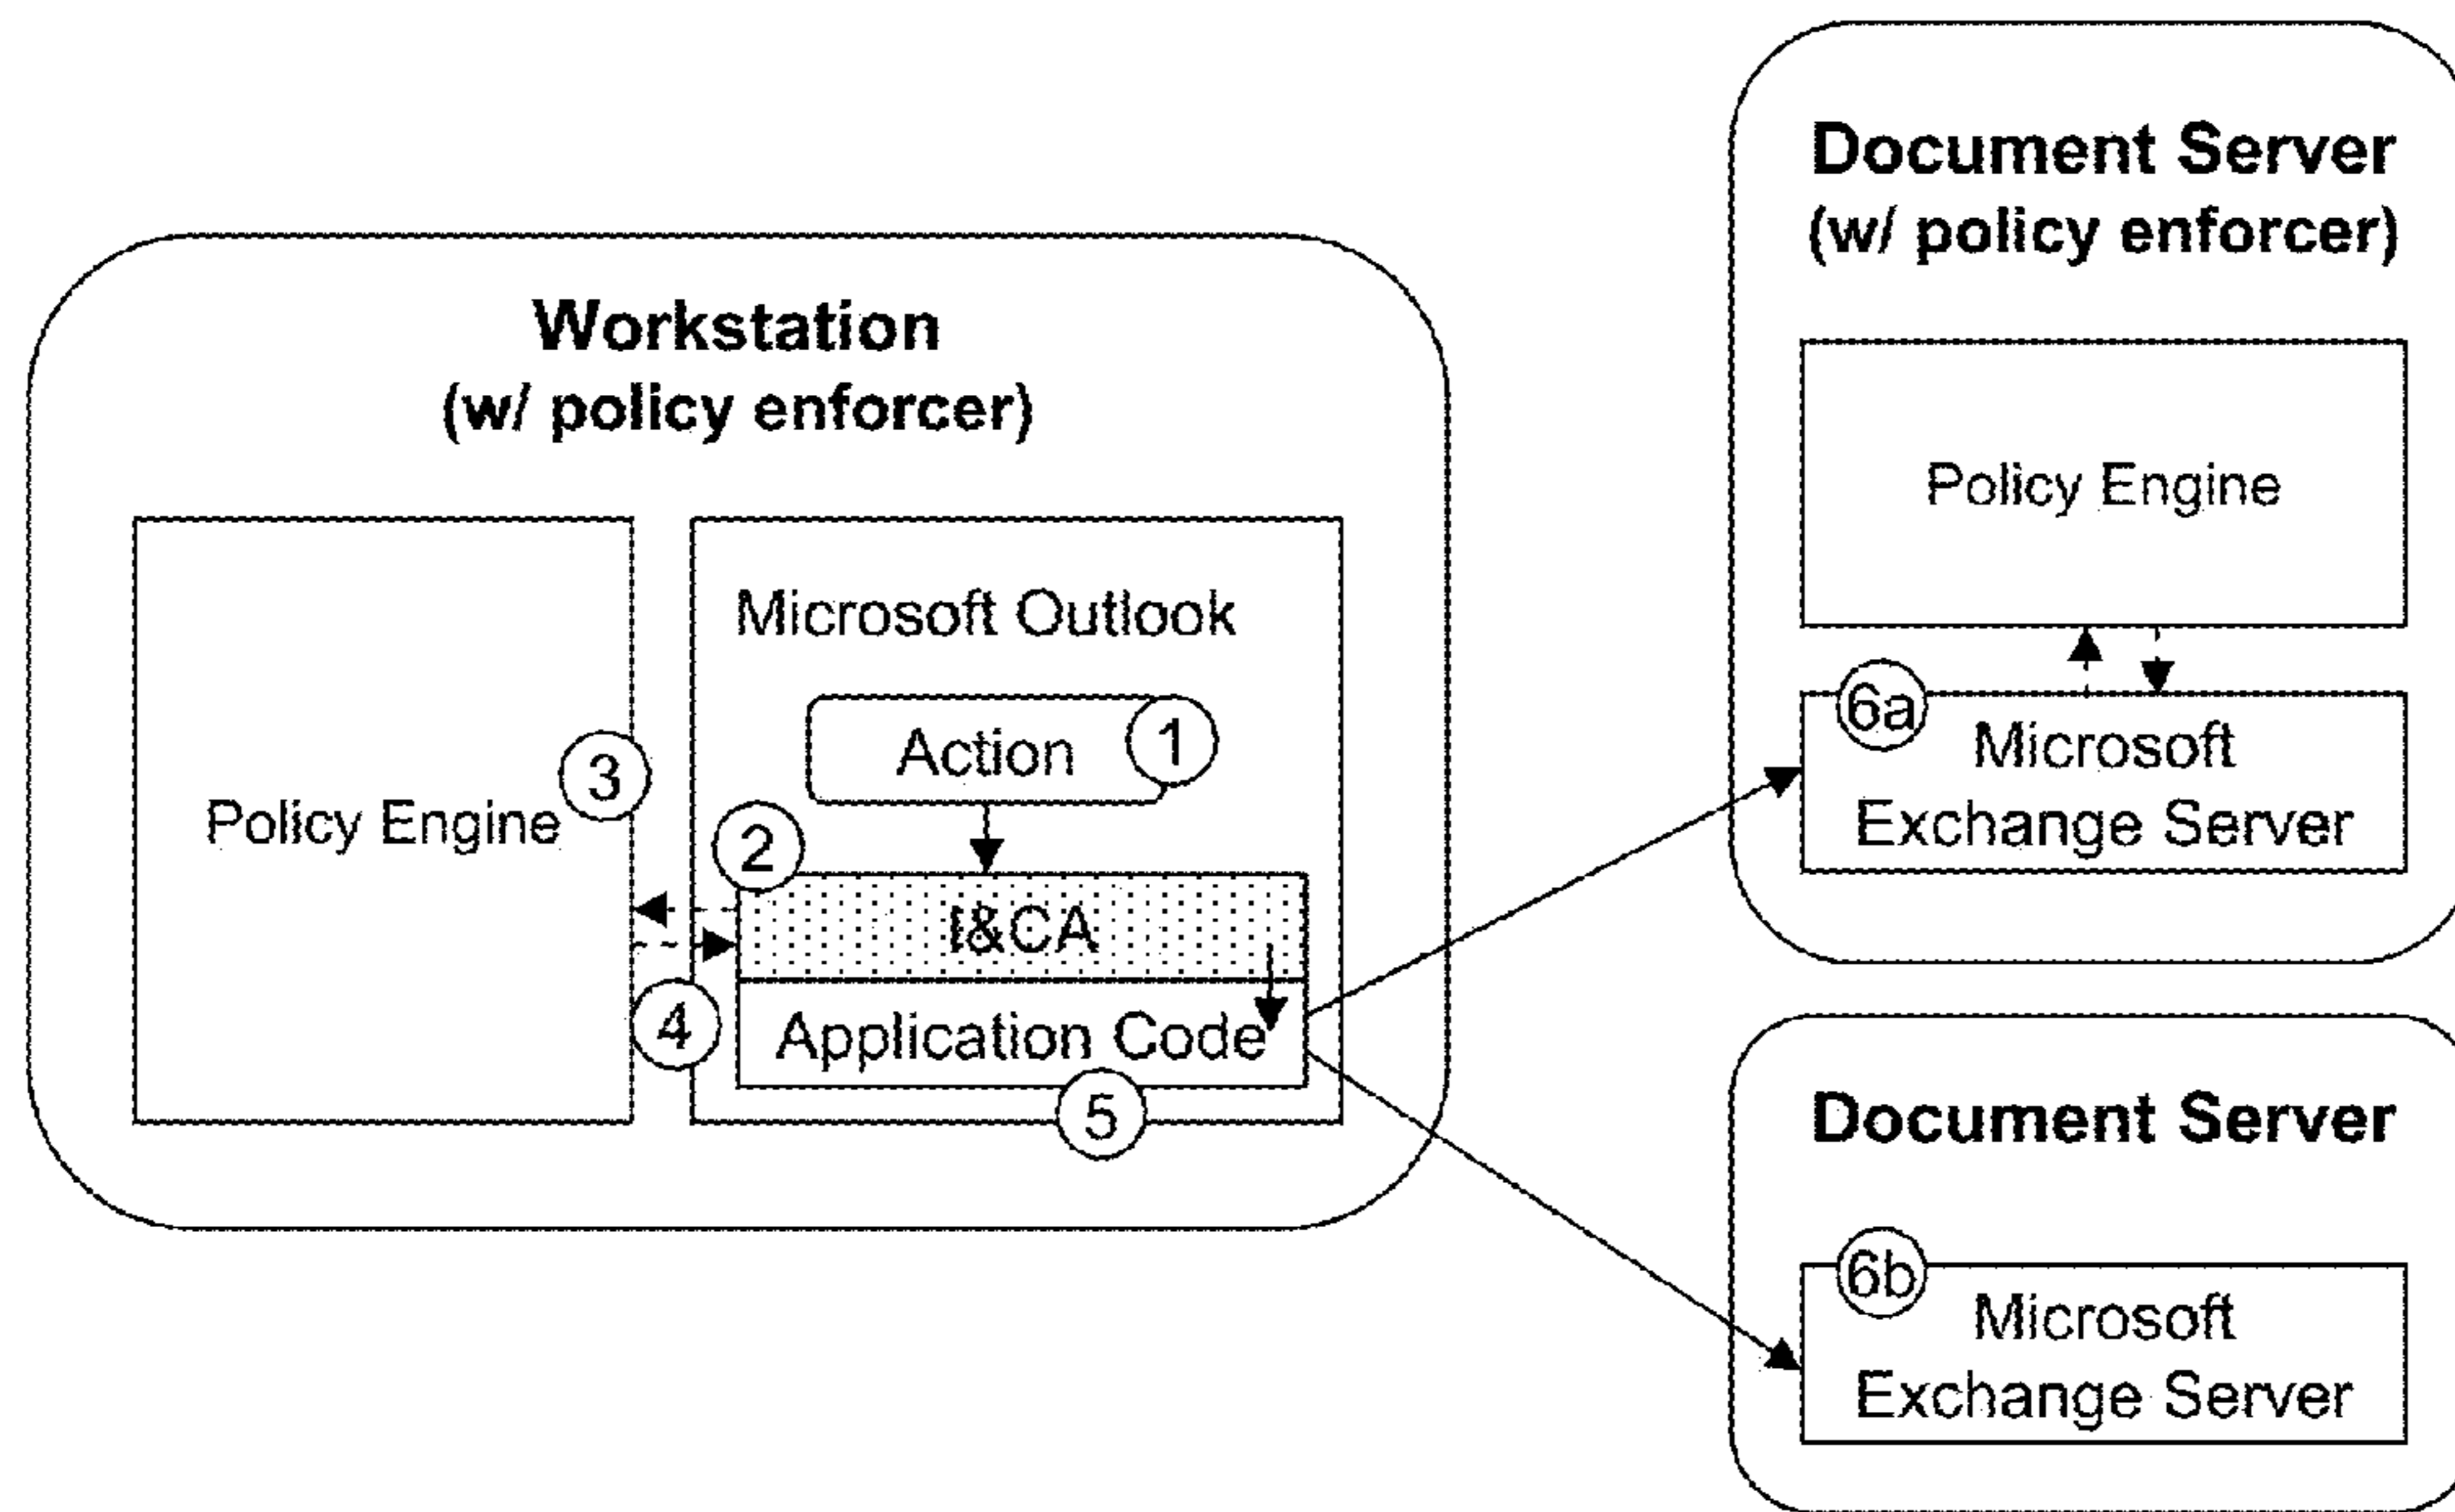 Workstation
(w/ policy enforcer)
Policy Engine
3
Microsoft Outlook
Action
1
2
I&CA
4
Application Code
5
Document Server
(w/ policy enforcer)
Policy Engine
6a
Microsoft
Exchange Server
Document Server
6b
Microsoft
Exchange Server